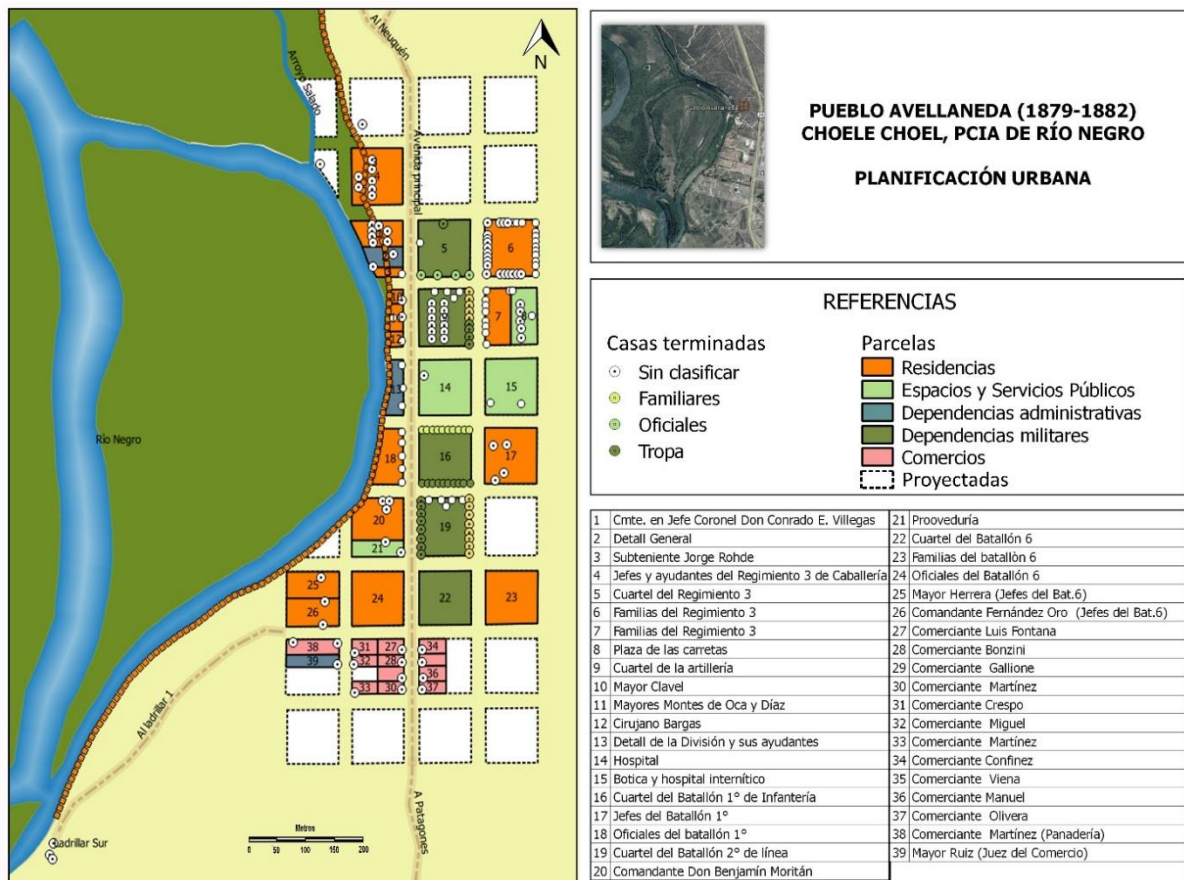 Al Neuquén
Arroyo Salado
N
Avenida principal
5
6
7
8
9
Río Negro
13
14
15
18
16
17
20
19
21
25
26
24
22
23
38
39
31
27
34
32
28
36
33
30
37
Al ladrillar 1
A Patagones
Metros
0 50 100 150 200
Ladrillar Sur
Pueblo Avellaneda
PUEBLO AVELLANEDA (1879-1882)
CHOELE CHOEL, PCIA DE RÍO NEGRO
PLANIFICACIÓN URBANA
REFERENCIAS
Casas terminadas
Sin clasificar
Familiares
Oficiales
Tropa
Parcelas
Residencias
Espacios y Servicios Públicos
Dependencias administrativas
Dependencias militares
Comercios
Proyectadas
1 Cmte. en Jefe Coronel Don Conrado E. Villegas
2 Detall General
3 Subteniente Jorge Rohde
4 Jefes y ayudantes del Regimiento 3 de Caballería
5 Cuartel del Regimiento 3
6 Familias del Regimiento 3
7 Familias del Regimiento 3
8 Plaza de las carretas
9 Cuartel de la artillería
10 Mayor Clavel
11 Mayores Montes de Oca y Díaz
12 Cirujano Bargas
13 Detall de la División y sus ayudantes
14 Hospital
15 Botica y hospital internítico
16 Cuartel del Batallón 1° de Infantería
17 Jefes del Batallón 1°
18 Oficiales del batallón 1°
19 Cuartel del Batallón 2° de línea
20 Comandante Don Benjamín Moritán
21 Prooveduría
22 Cuartel del Batallón 6
23 Familias del batallòn 6
24 Oficiales del Batallón 6
25 Mayor Herrera (Jefes del Bat.6)
26 Comandante Fernández Oro (Jefes del Bat.6)
27 Comerciante Luis Fontana
28 Comerciante Bonzini
29 Comerciante Gallione
30 Comerciante Martínez
31 Comerciante Crespo
32 Comerciante Miguel
33 Comerciante Martínez
34 Comerciante Confinez
35 Comerciante Viena
36 Comerciante Manuel
37 Comerciante Olivera
38 Comerciante Martínez (Panadería)
39 Mayor Ruiz (Juez del Comercio)